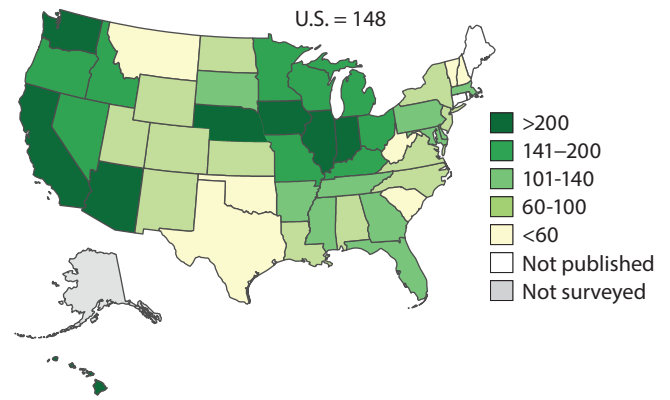 U.S. = 148
>200
141–200
101-140
60-100
<60
Not published
Not surveyed